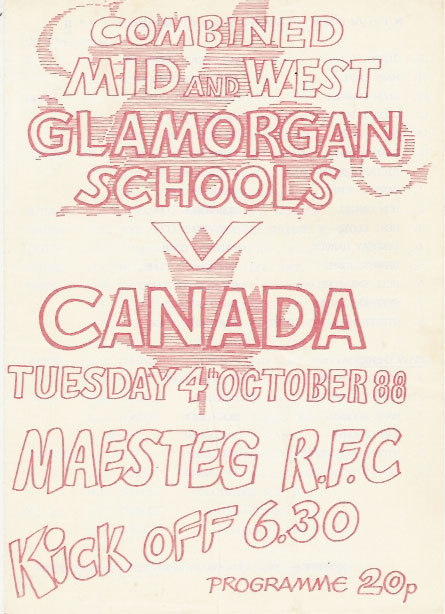 COMBINED
MID AND WEST
GLAMORGAN
SCHOOLS
V
CANADA
TUESDAY 4th OCTOBER 88
MAESTEG R.F.C
KICK OFF 6.30
PROGRAMME 20p